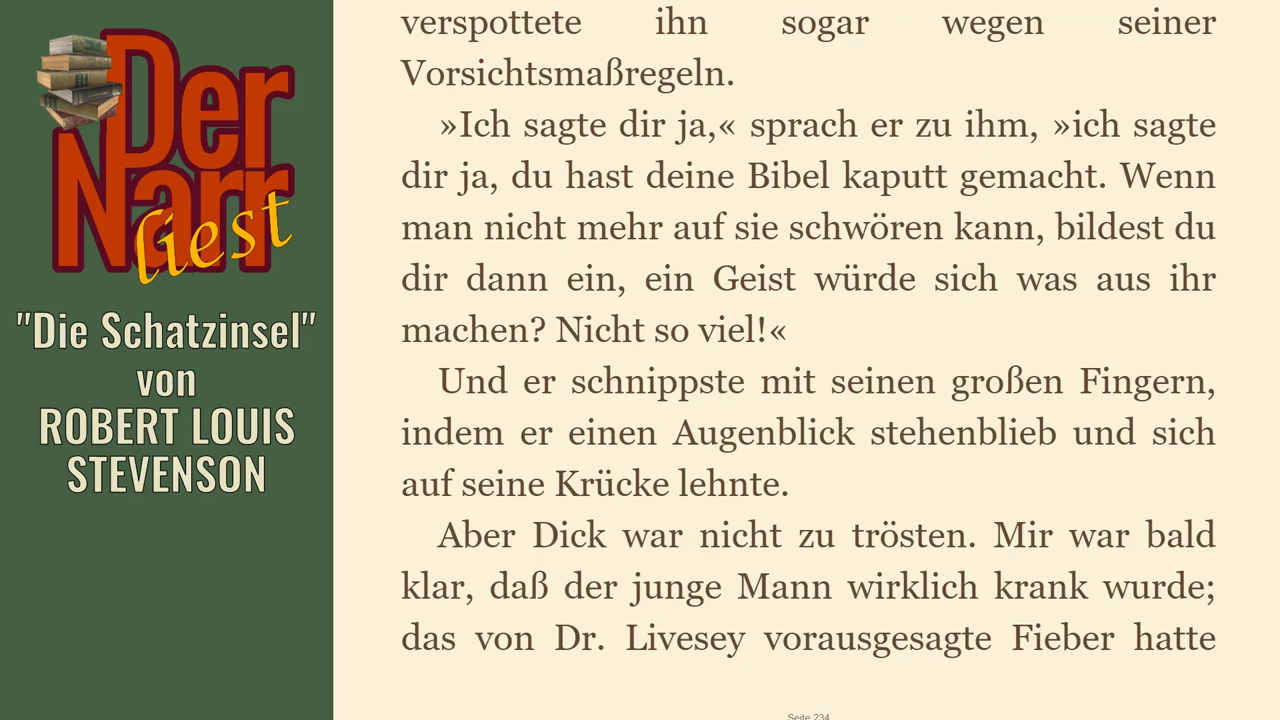 Der
Narr
liest
"Die Schatzinsel"
von
ROBERT LOUIS
STEVENSON
verspottete ihn sogar wegen seiner
Vorsichtsmaßregeln.
»Ich sagte dir ja,« sprach er zu ihm, »ich sagte
dir ja, du hast deine Bibel kaputt gemacht. Wenn
man nicht mehr auf sie schwören kann, bildest du
dir dann ein, ein Geist würde sich was aus ihr
machen? Nicht so viel!«
Und er schnippste mit seinen großen Fingern,
indem er einen Augenblick stehenblieb und sich
auf seine Krücke lehnte.
Aber Dick war nicht zu trösten. Mir war bald
klar, daß der junge Mann wirklich krank wurde;
das von Dr. Livesey vorausgesagte Fieber hatte
Seite 234